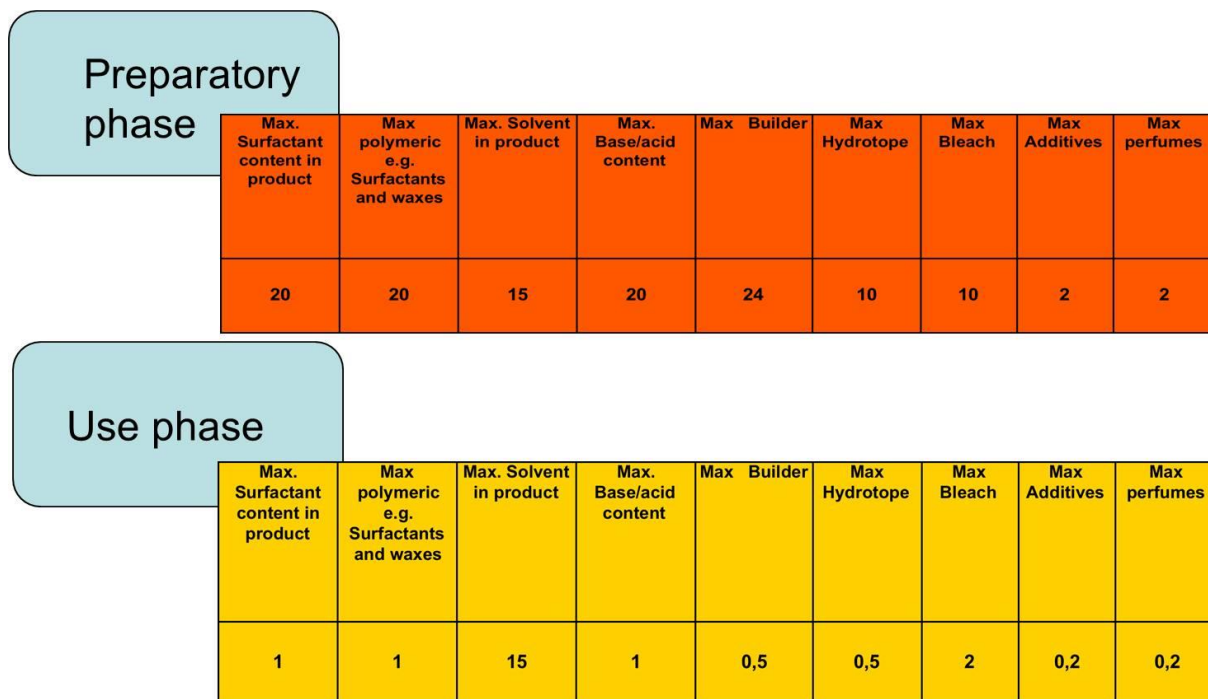 Preparatory
phase
Max.
Surfactant
content in
product
Max
polymeric
e.g.
Surfactants
and waxes
Max. Solvent
in product
Max.
Base/acid
content
Max Builder
Max
Hydrotope
Max
Bleach
Max
Additives
Max
perfumes
20
20
15
20
24
10
10
2
2
Use phase
Max.
Surfactant
content in
product
Max
polymeric
e.g.
Surfactants
and waxes
Max. Solvent
in product
Max.
Base/acid
content
Max Builder
Max
Hydrotope
Max
Bleach
Max
Additives
Max
perfumes
1
1
15
1
0,5
0,5
2
0,2
0,2